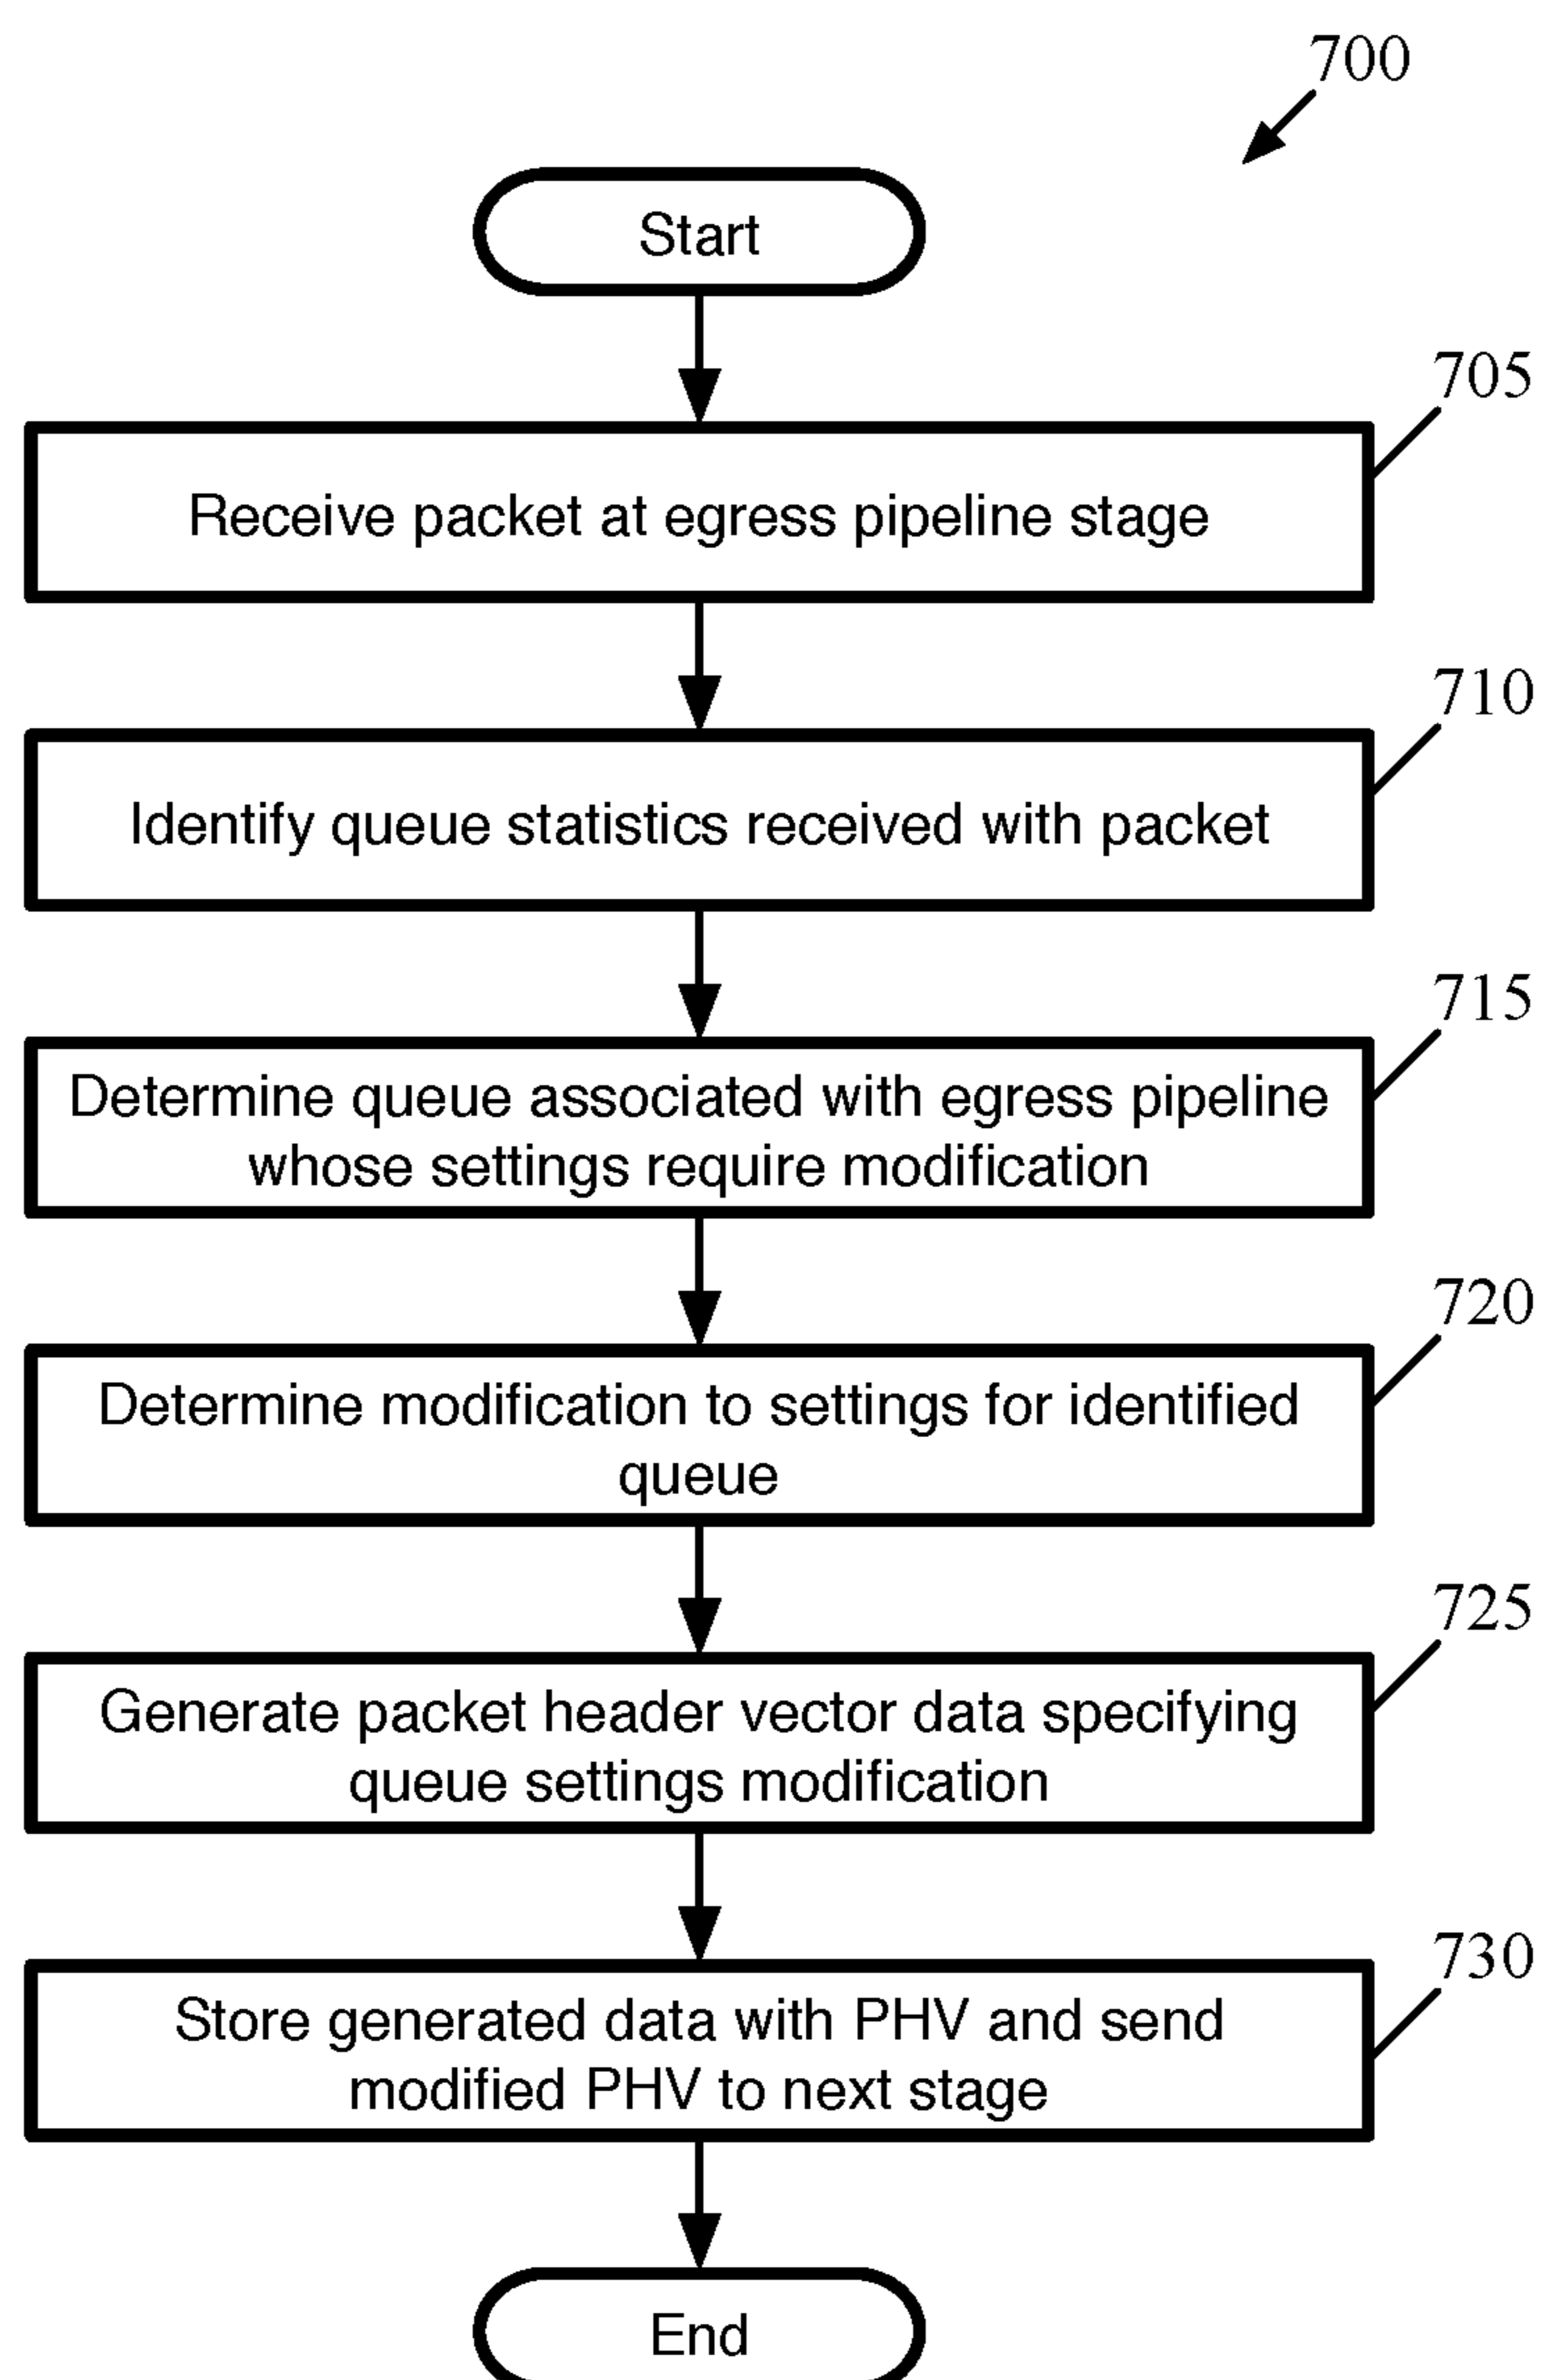 700
Start
705
Receive packet at egress pipeline stage
710
Identify queue statistics received with packet
715
Determine queue associated with egress pipeline
whose settings require modification
720
Determine modification to settings for identified
queue
725
Generate packet header vector data specifying
queue settings modification
730
Store generated data with PHV and send
modified PHV to next stage
End